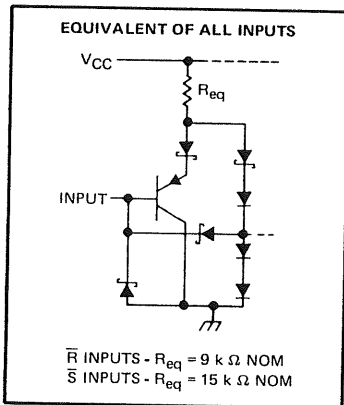 EQUIVALENT OF ALL INPUTS
VCC
Req
INPUT
R̅ INPUTS - Req = 9 k Ω NOM
S̅ INPUTS - Req = 15 k Ω NOM